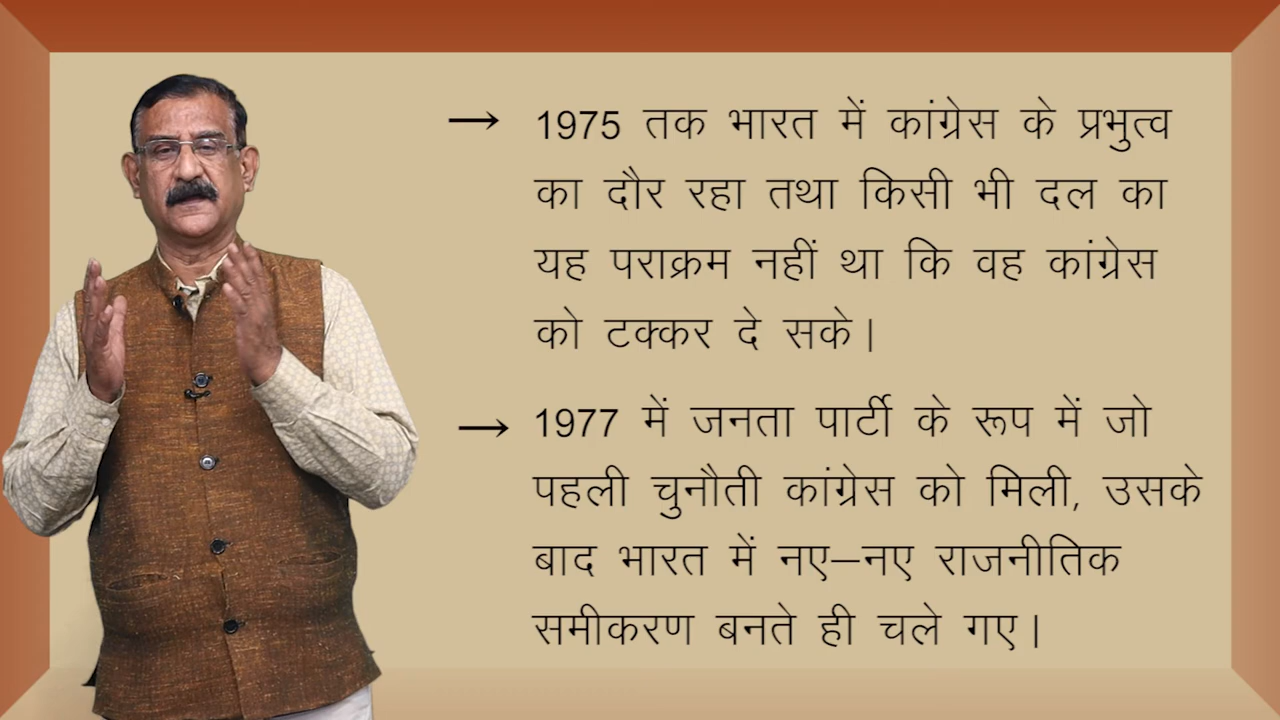 → 1975 तक भारत में कांग्रेस के प्रभुत्व
का दौर रहा तथा किसी भी दल का
यह पराक्रम नहीं था कि वह कांग्रेस
को टक्कर दे सके।
→ 1977 में जनता पार्टी के रूप में जो
पहली चुनौती कांग्रेस को मिली, उसके
बाद भारत में नए–नए राजनीतिक
समीकरण बनते ही चले गए।